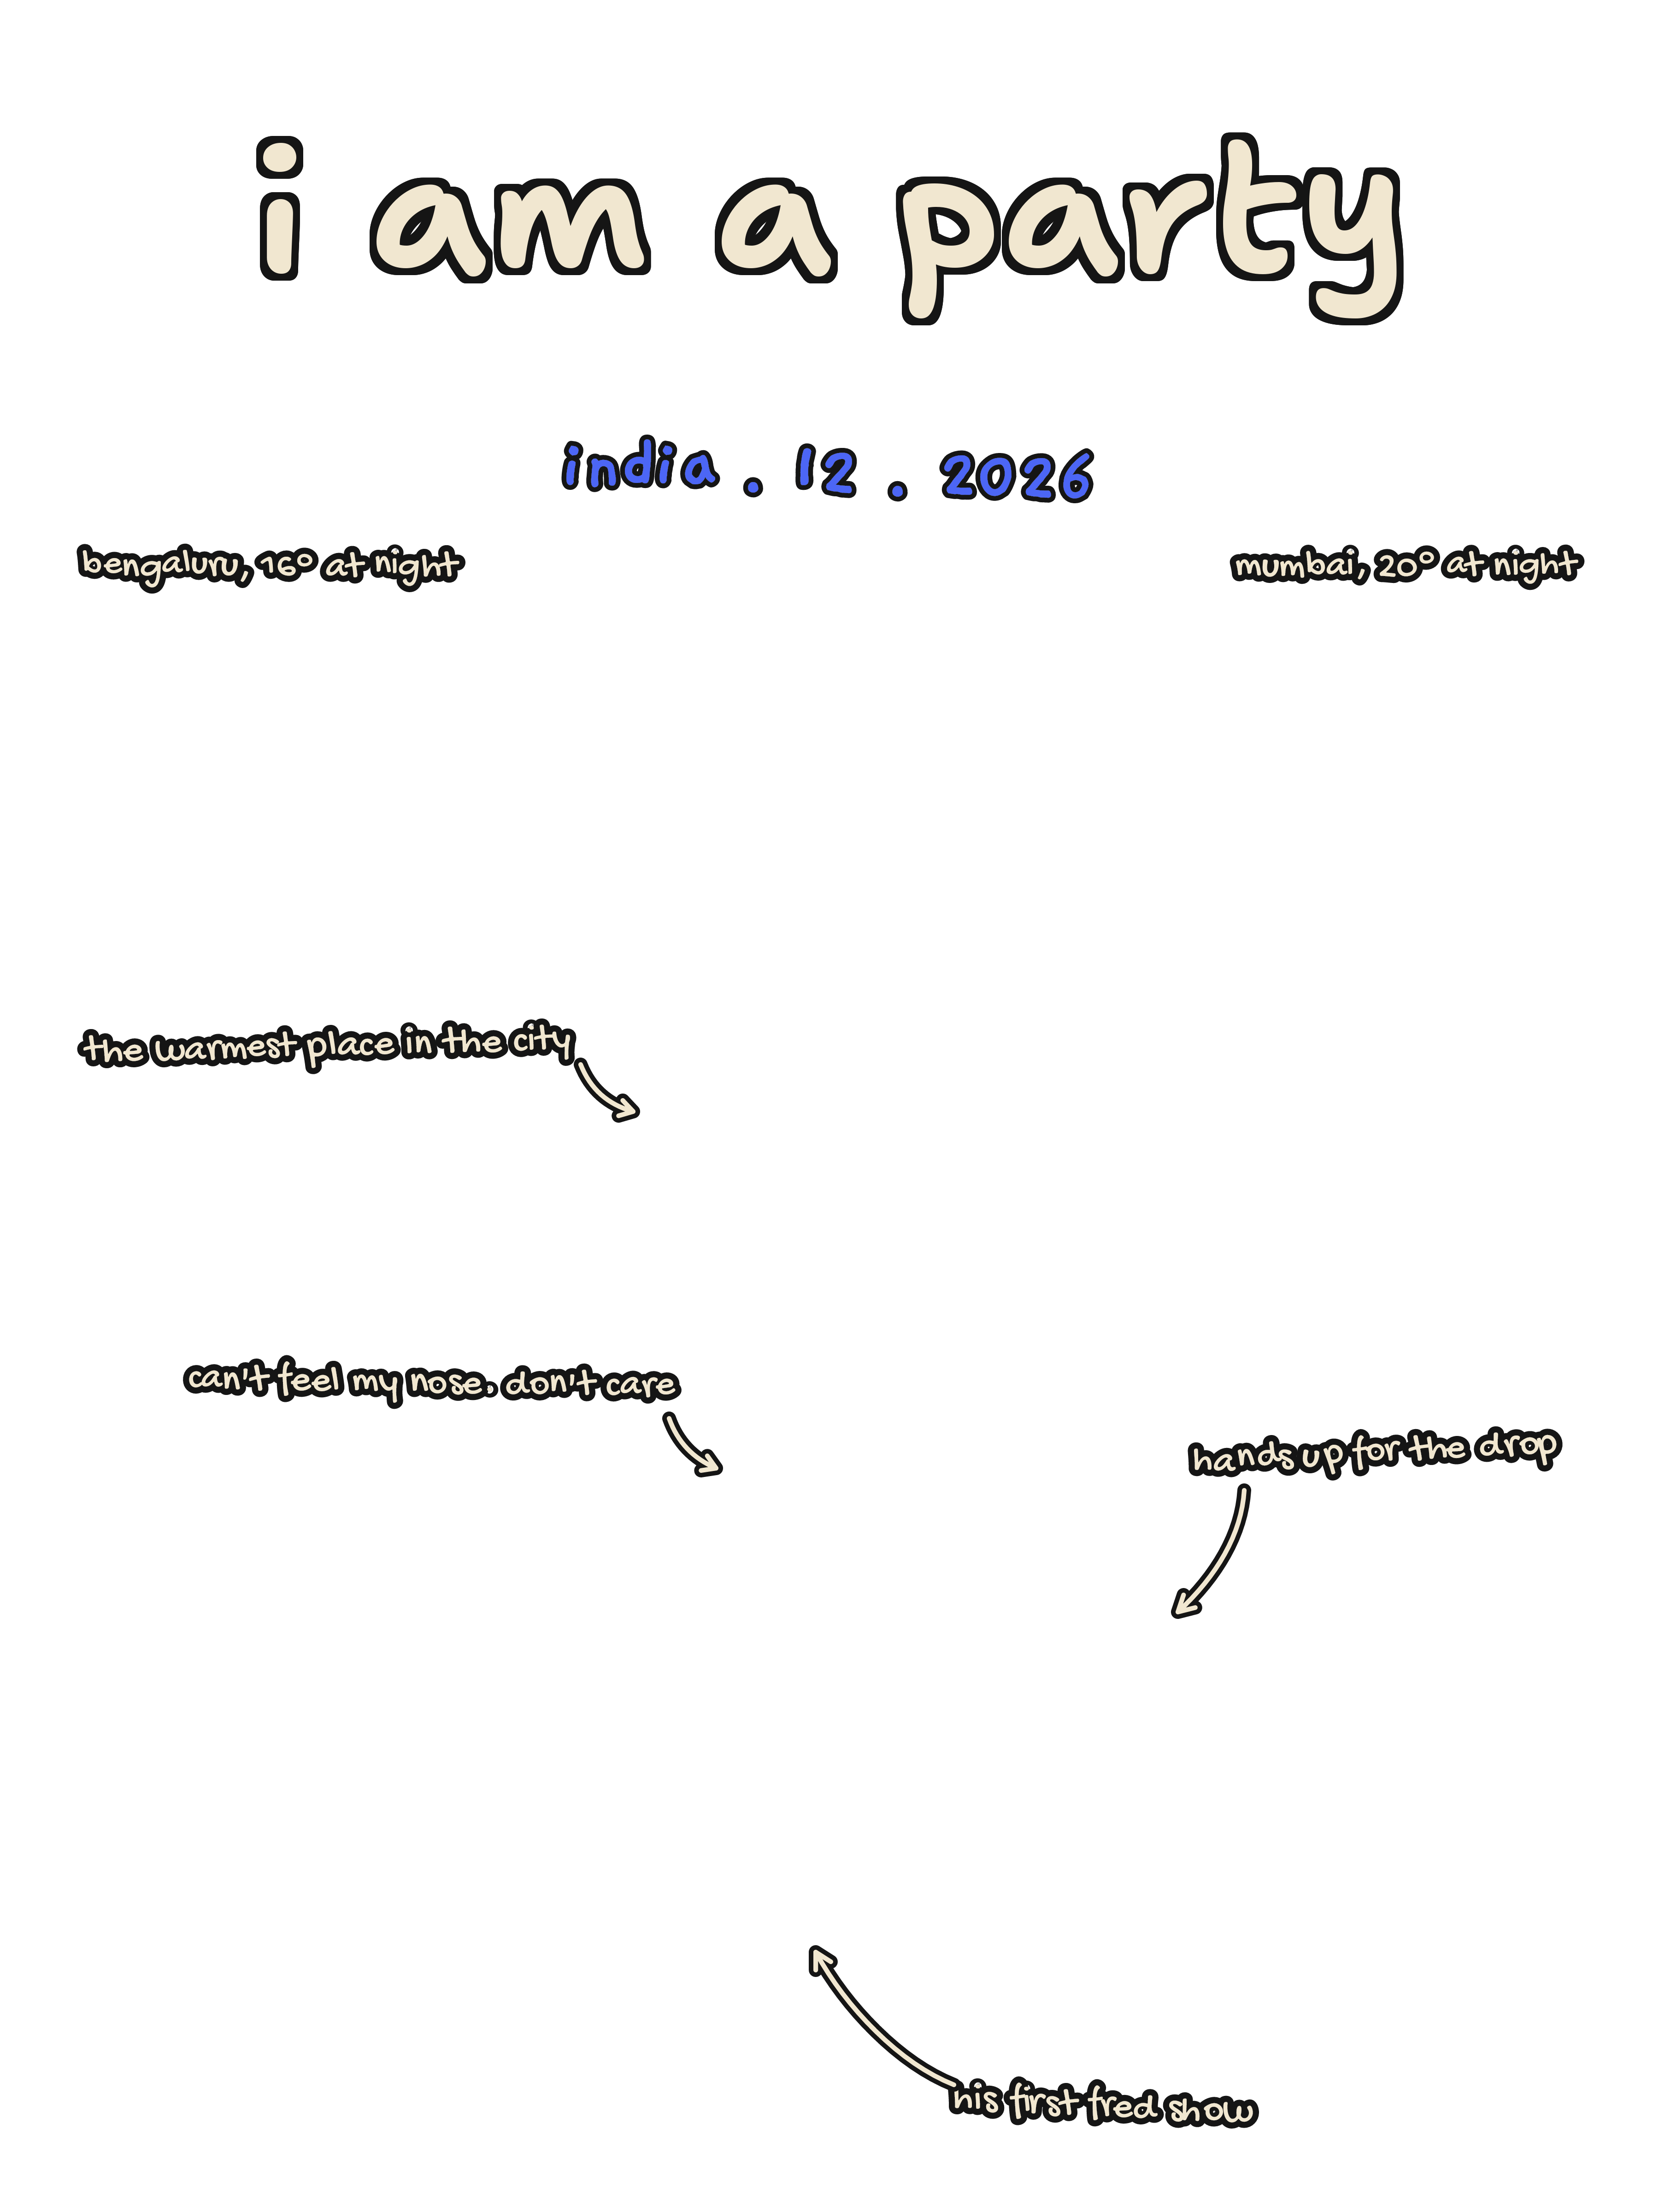 i am a party
india . 12 . 2026
bengaluru, 16° at night
mumbai, 20° at night
the warmest place in the city
can't feel my nose. don't care
hands up for the drop
his first fred show